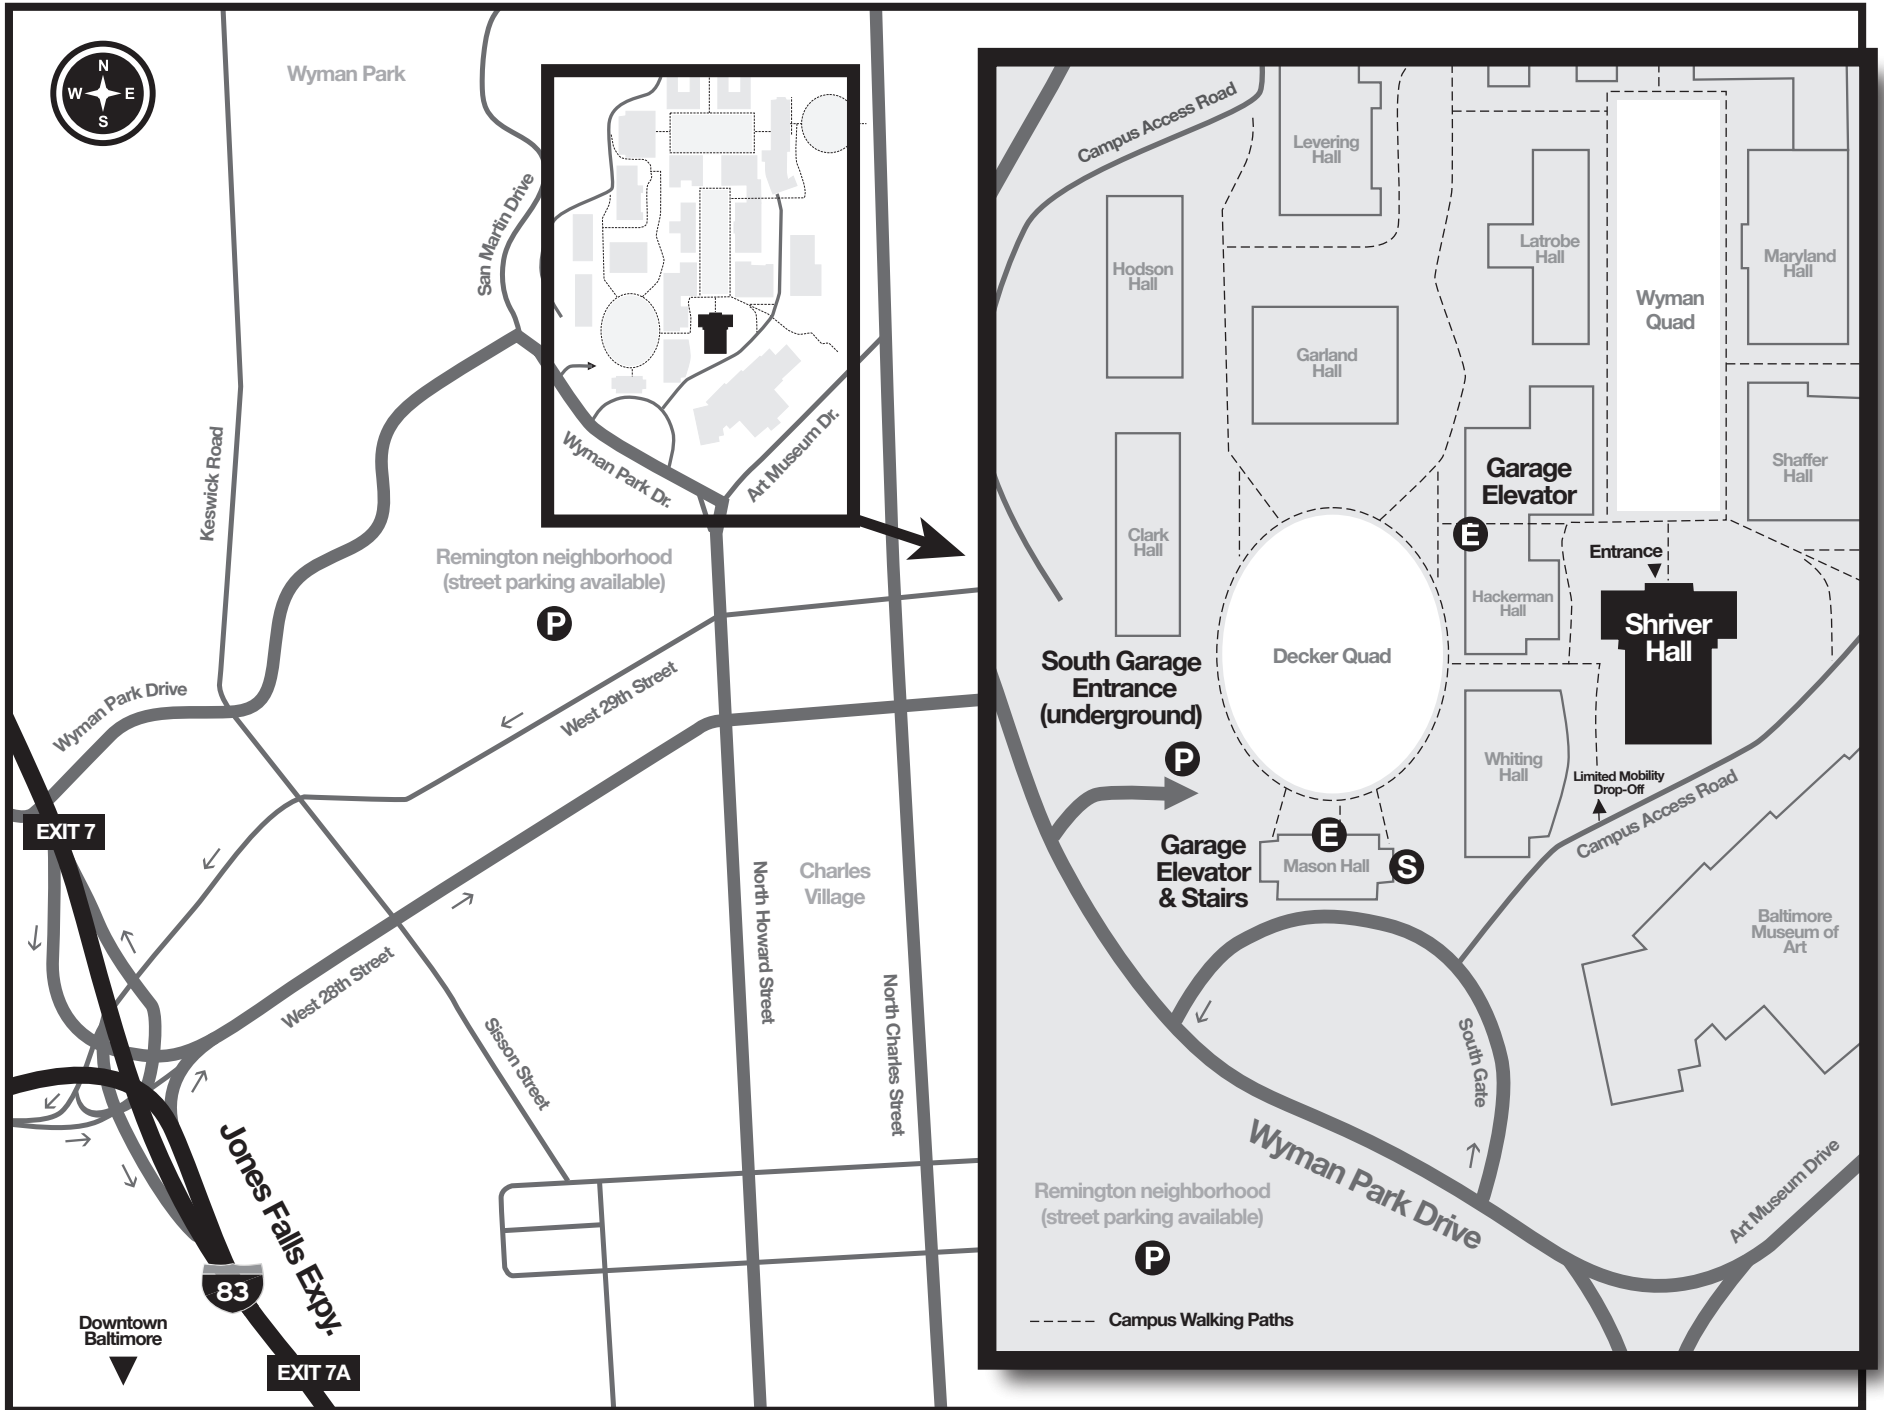 N
W E
S
Wyman Park
San Martin Drive
Keswick Road
Wyman Park Dr.
Art Museum Dr.
Remington neighborhood
(street parking available)
P
Wyman Park Drive
West 29th Street
EXIT 7
West 28th Street
Sisson Street
North Howard Street
Charles
Village
North Charles Street
Jones Falls Expy.
83
Downtown
Baltimore
EXIT 7A
Campus Access Road
Levering
Hall
Hodson
Hall
Latrobe
Hall
Maryland
Hall
Wyman
Quad
Garland
Hall
Garage
Elevator
E
Shaffer
Hall
Clark
Hall
Entrance
Hackerman
Hall
Shriver
Hall
Decker Quad
South Garage
Entrance
(underground)
P
Whiting
Hall
Limited Mobility
Drop-Off
Campus Access Road
Garage
Elevator
& Stairs
E
Mason Hall
S
Baltimore
Museum of
Art
South Gate
Wyman Park Drive
Art Museum Drive
Remington neighborhood
(street parking available)
P
Campus Walking Paths